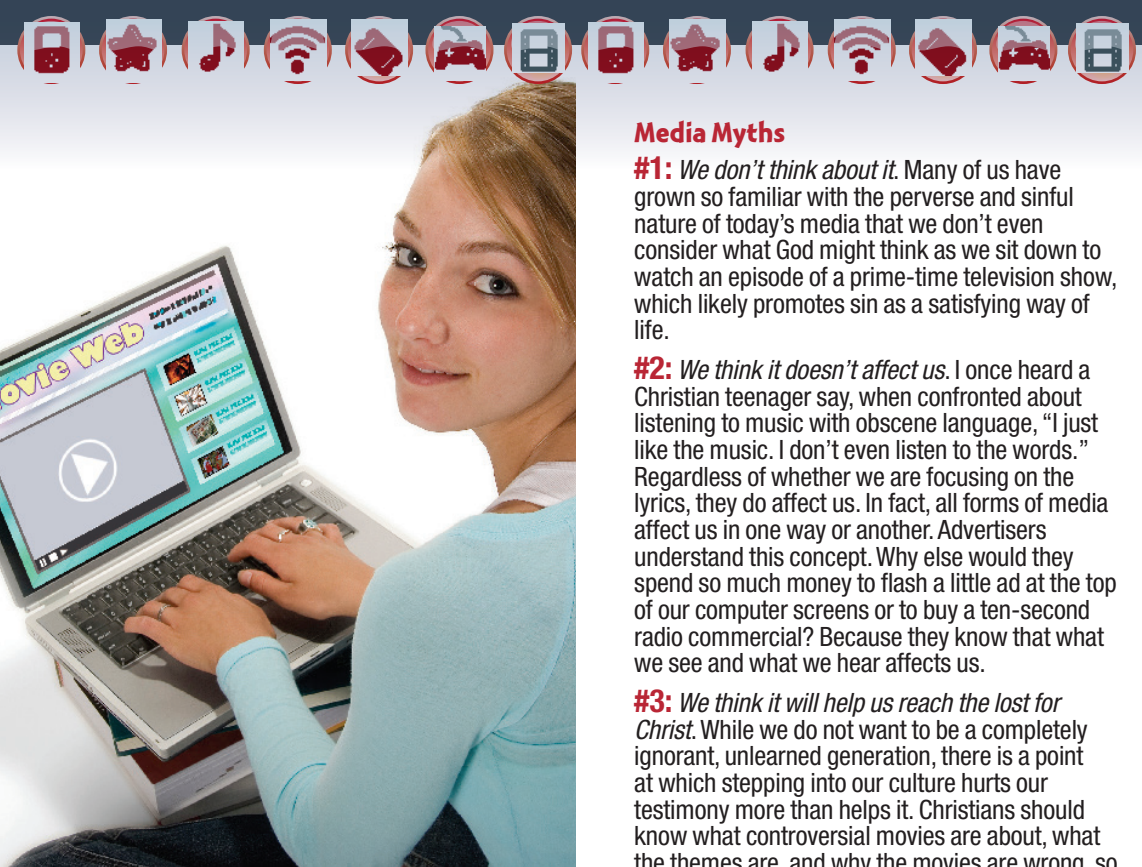 ovie Web
Media Myths
#1: We don't think about it. Many of us have
grown so familiar with the perverse and sinful
nature of today's media that we don't even
consider what God might think as we sit down to
watch an episode of a prime-time television show,
which likely promotes sin as a satisfying way of
life.
#2: We think it doesn't affect us. I once heard a
Christian teenager say, when confronted about
listening to music with obscene language, “I just
like the music. I don't even listen to the words.”
Regardless of whether we are focusing on the
lyrics, they do affect us. In fact, all forms of media
affect us in one way or another. Advertisers
understand this concept. Why else would they
spend so much money to flash a little ad at the top
of our computer screens or to buy a ten-second
radio commercial? Because they know that what
we see and what we hear affects us.
#3: We think it will help us reach the lost for
Christ. While we do not want to be a completely
ignorant, unlearned generation, there is a point
at which stepping into our culture hurts our
testimony more than helps it. Christians should
know what controversial movies are about, what
the themes are, and why the movies are wrong, so